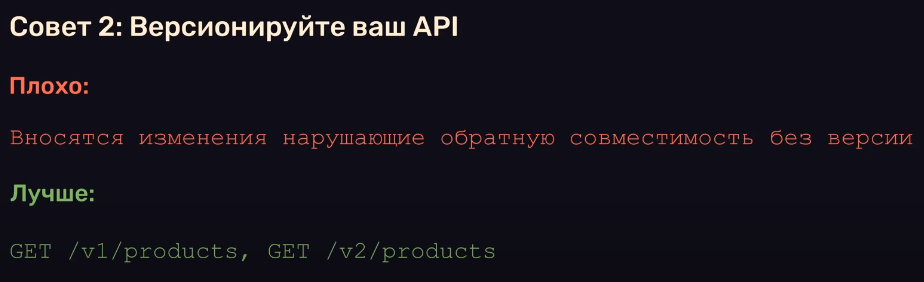 Совет 2: Версионируйте ваш API
Плохо:
Вносятся изменения нарушающие обратную совместимость без версии
Лучше:
GET /v1/products, GET /v2/products